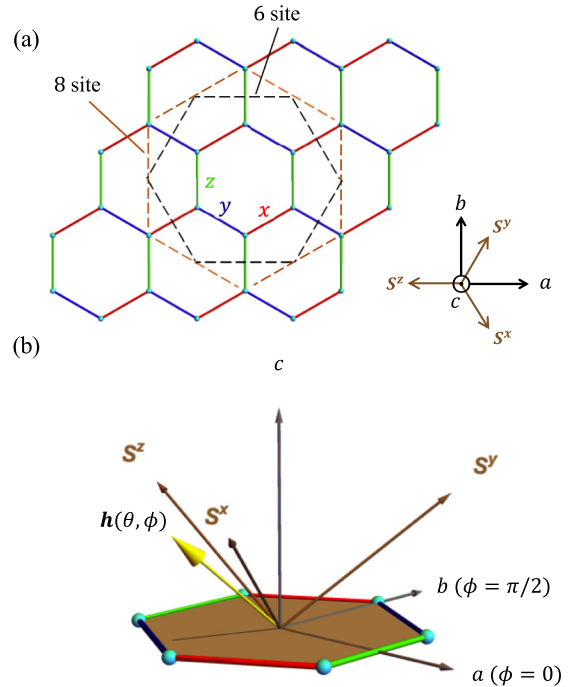 (a)
6 site
8 site
z
y
x
b
S^y
S^z
a
c
S^x
(b)
c
S^z
S^y
h(θ, ϕ)
S^x
b (ϕ = π/2)
a (ϕ = 0)